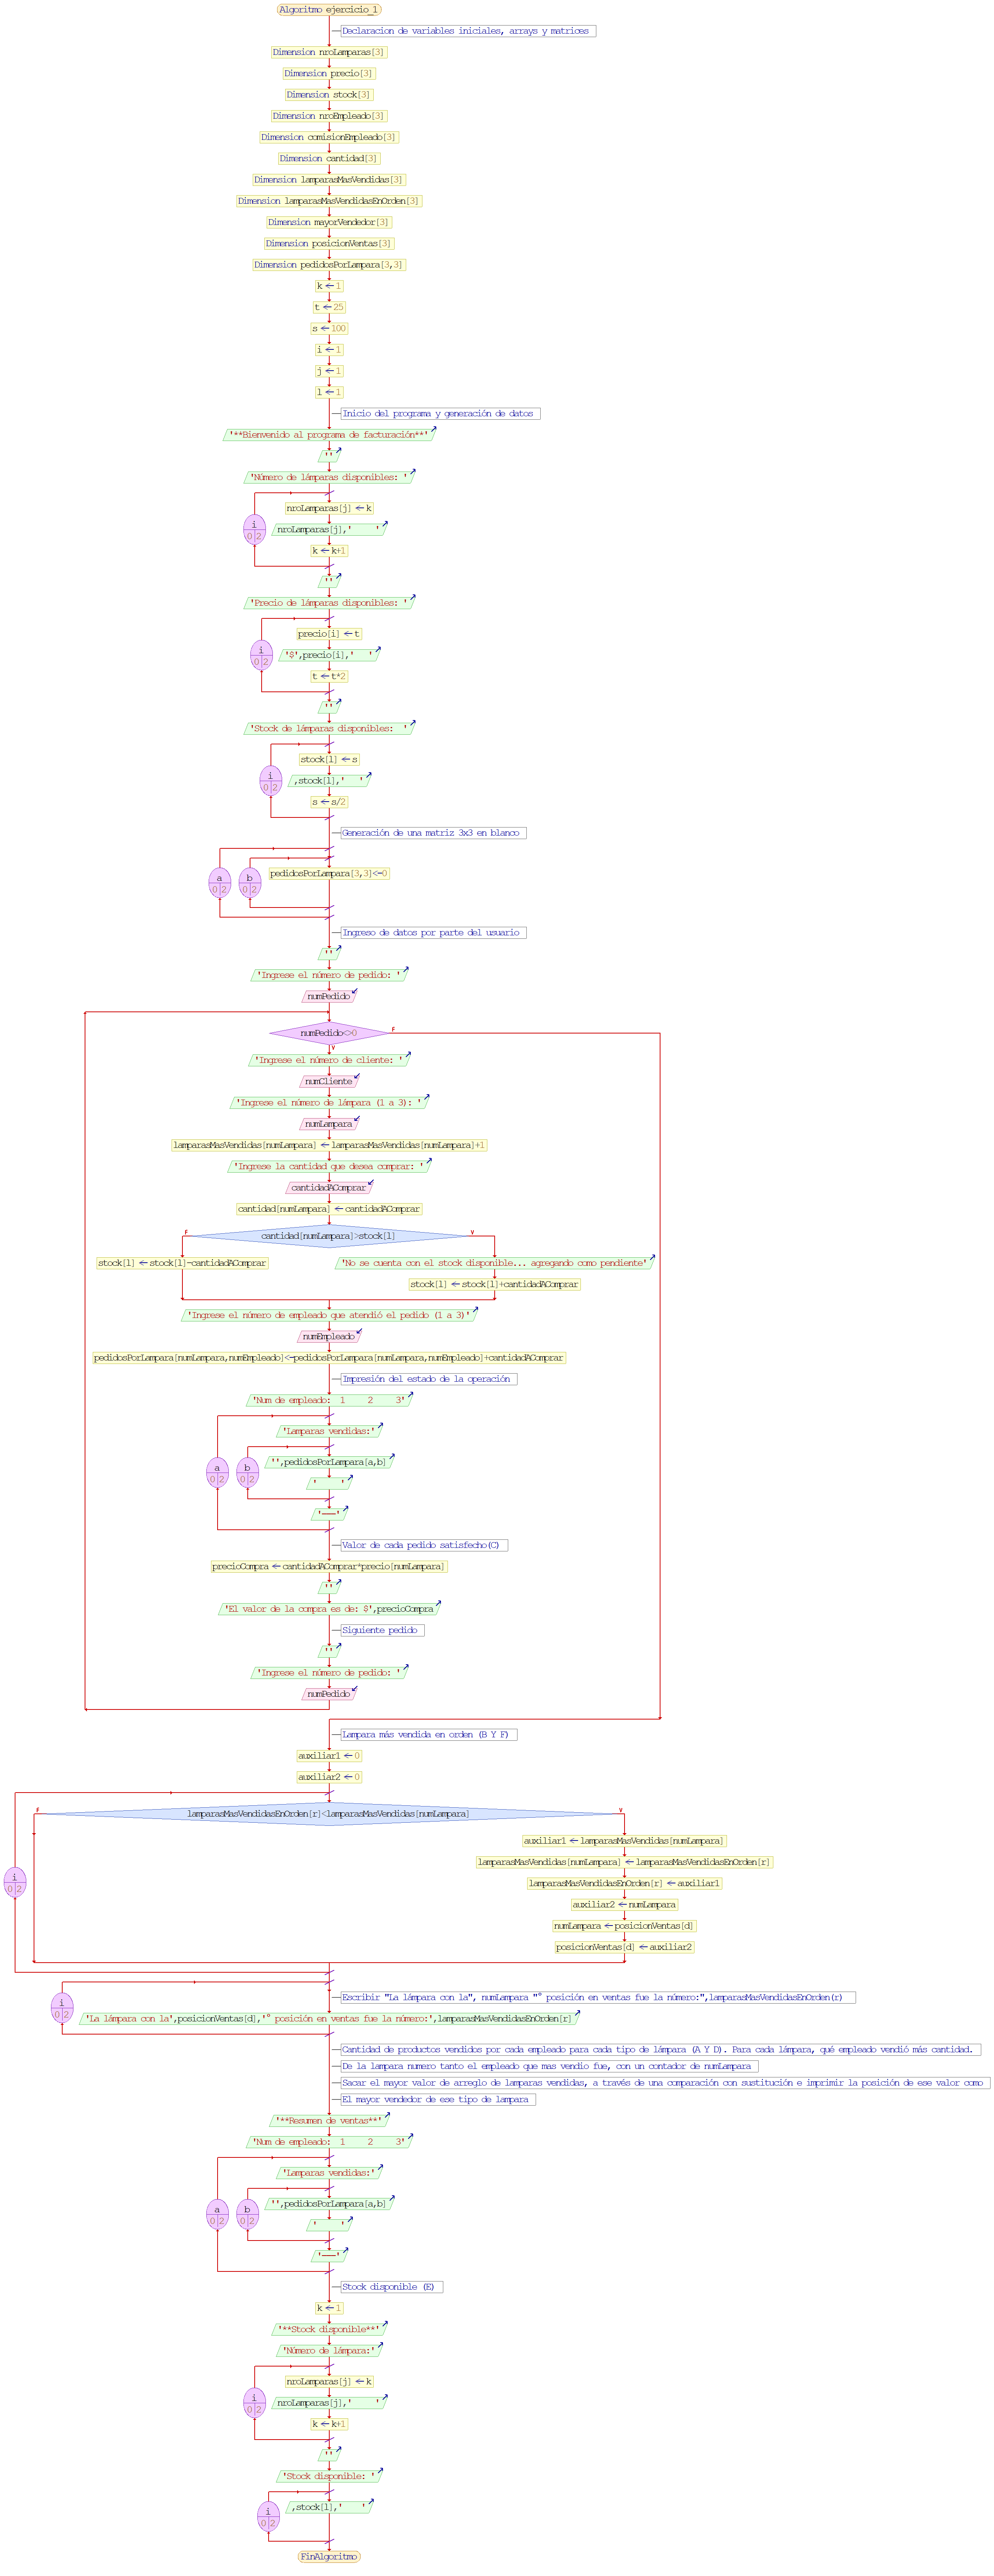 Algoritmo ejercicio_1
Declaracion de variables iniciales, arrays y matrices
Dimension nroLamparas[3]
Dimension precio[3]
Dimension stock[3]
Dimension nroEmpleado[3]
Dimension comisionEmpleado[3]
Dimension cantidad[3]
Dimension lamparasMasVendidas[3]
Dimension lamparasMasVendidasEnOrden[3]
Dimension mayorVendedor[3]
Dimension posicionVentas[3]
Dimension pedidosPorLampara[3,3]
k ← 1
t ← 25
s ← 100
i ← 1
j ← 1
l ← 1
Inicio del programa y generación de datos
'**Bienvenido al programa de facturación**'
''
'Número de lámparas disponibles: '
nroLamparas[j] ← k
i
0|2
nroLamparas[j],'     '
k ← k+1
''
'Precio de lámparas disponibles: '
precio[i] ← t
i
0|2
'$',precio[i],'   '
t ← t*2
''
'Stock de lámparas disponibles:  '
stock[l] ← s
i
0|2
,stock[l],'   '
s ← s/2
Generación de una matriz 3x3 en blanco
a
0|2
b
0|2
pedidosPorLampara[3,3]<-0
Ingreso de datos por parte del usuario
''
'Ingrese el número de pedido: '
numPedido
numPedido<>0
F
V
'Ingrese el número de cliente: '
numCliente
'Ingrese el número de lámpara (1 a 3): '
numLampara
lamparasMasVendidas[numLampara] ← lamparasMasVendidas[numLampara]+1
'Ingrese la cantidad que desea comprar: '
cantidadAComprar
cantidad[numLampara] ← cantidadAComprar
F
cantidad[numLampara]>stock[l]
V
stock[l] ← stock[l]-cantidadAComprar
'No se cuenta con el stock disponible... agregando como pendiente'
stock[l] ← stock[l]+cantidadAComprar
'Ingrese el número de empleado que atendió el pedido (1 a 3)'
numEmpleado
pedidosPorLampara[numLampara,numEmpleado]<-pedidosPorLampara[numLampara,numEmpleado]+cantidadAComprar
Impresión del estado de la operación
'Num de empleado:  1     2     3'
'Lamparas vendidas:'
a
0|2
b
0|2
'',pedidosPorLampara[a,b]
'     '
'———'
Valor de cada pedido satisfecho(C)
precioCompra ← cantidadAComprar*precio[numLampara]
''
'El valor de la compra es de: $',precioCompra
Siguiente pedido
''
'Ingrese el número de pedido: '
numPedido
Lampara más vendida en orden (B Y F)
auxiliar1 ← 0
auxiliar2 ← 0
F
lamparasMasVendidasEnOrden[r]<lamparasMasVendidas[numLampara]
V
auxiliar1 ← lamparasMasVendidas[numLampara]
lamparasMasVendidas[numLampara] ← lamparasMasVendidasEnOrden[r]
i
0|2
lamparasMasVendidasEnOrden[r] ← auxiliar1
auxiliar2 ← numLampara
numLampara ← posicionVentas[d]
posicionVentas[d] ← auxiliar2
Escribir "La lámpara con la", numLampara "° posición en ventas fue la número:",lamparasMasVendidasEnOrden(r)
i
0|2
'La lámpara con la',posicionVentas[d],'° posición en ventas fue la número:',lamparasMasVendidasEnOrden[r]
Cantidad de productos vendidos por cada empleado para cada tipo de lámpara (A Y D). Para cada lámpara, qué empleado vendió más cantidad.
De la lampara numero tanto el empleado que mas vendio fue, con un contador de numLampara
Sacar el mayor valor de arreglo de lamparas vendidas, a través de una comparación con sustitución e imprimir la posición de ese valor como
El mayor vendedor de ese tipo de lampara
'**Resumen de ventas**'
'Num de empleado:  1     2     3'
'Lamparas vendidas:'
a
0|2
b
0|2
'',pedidosPorLampara[a,b]
'     '
'———'
Stock disponible (E)
k ← 1
'**Stock disponible**'
'Número de lámpara:'
nroLamparas[j] ← k
i
0|2
nroLamparas[j],'     '
k ← k+1
''
'Stock disponible: '
i
0|2
,stock[l],'    '
FinAlgoritmo